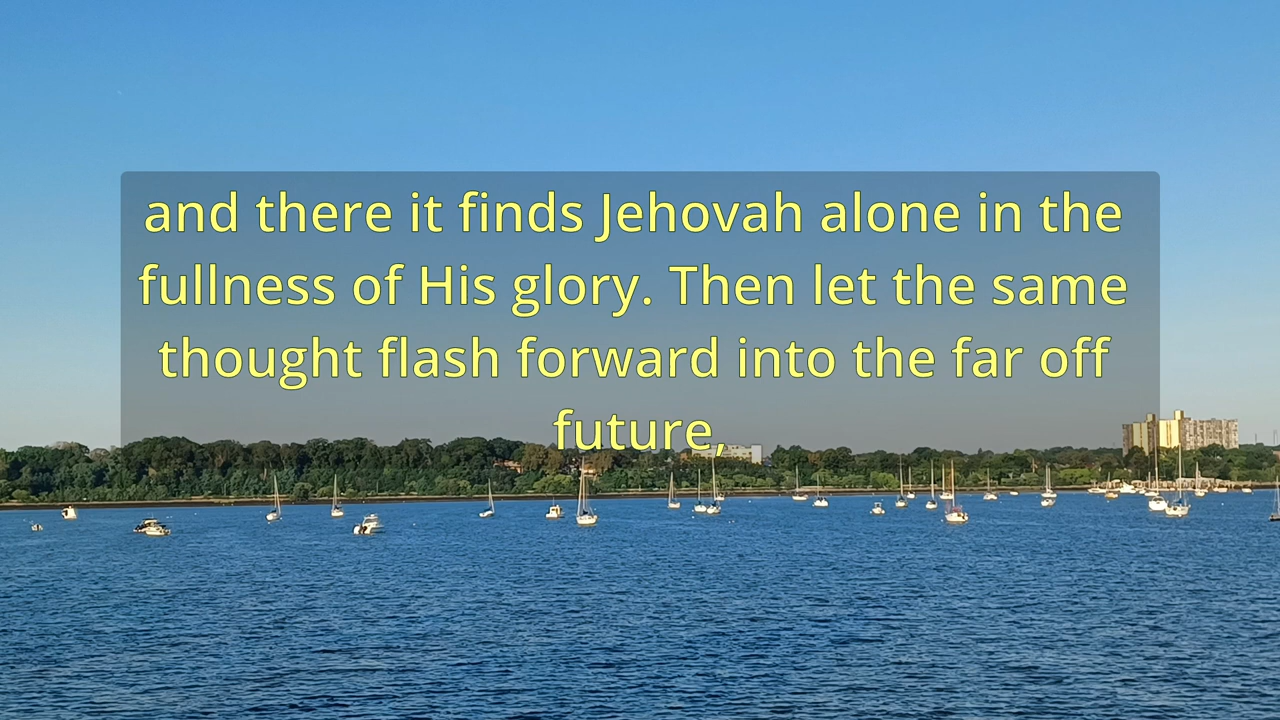 and there it finds Jehovah alone in the
fullness of His glory. Then let the same
thought flash forward into the far off
future,